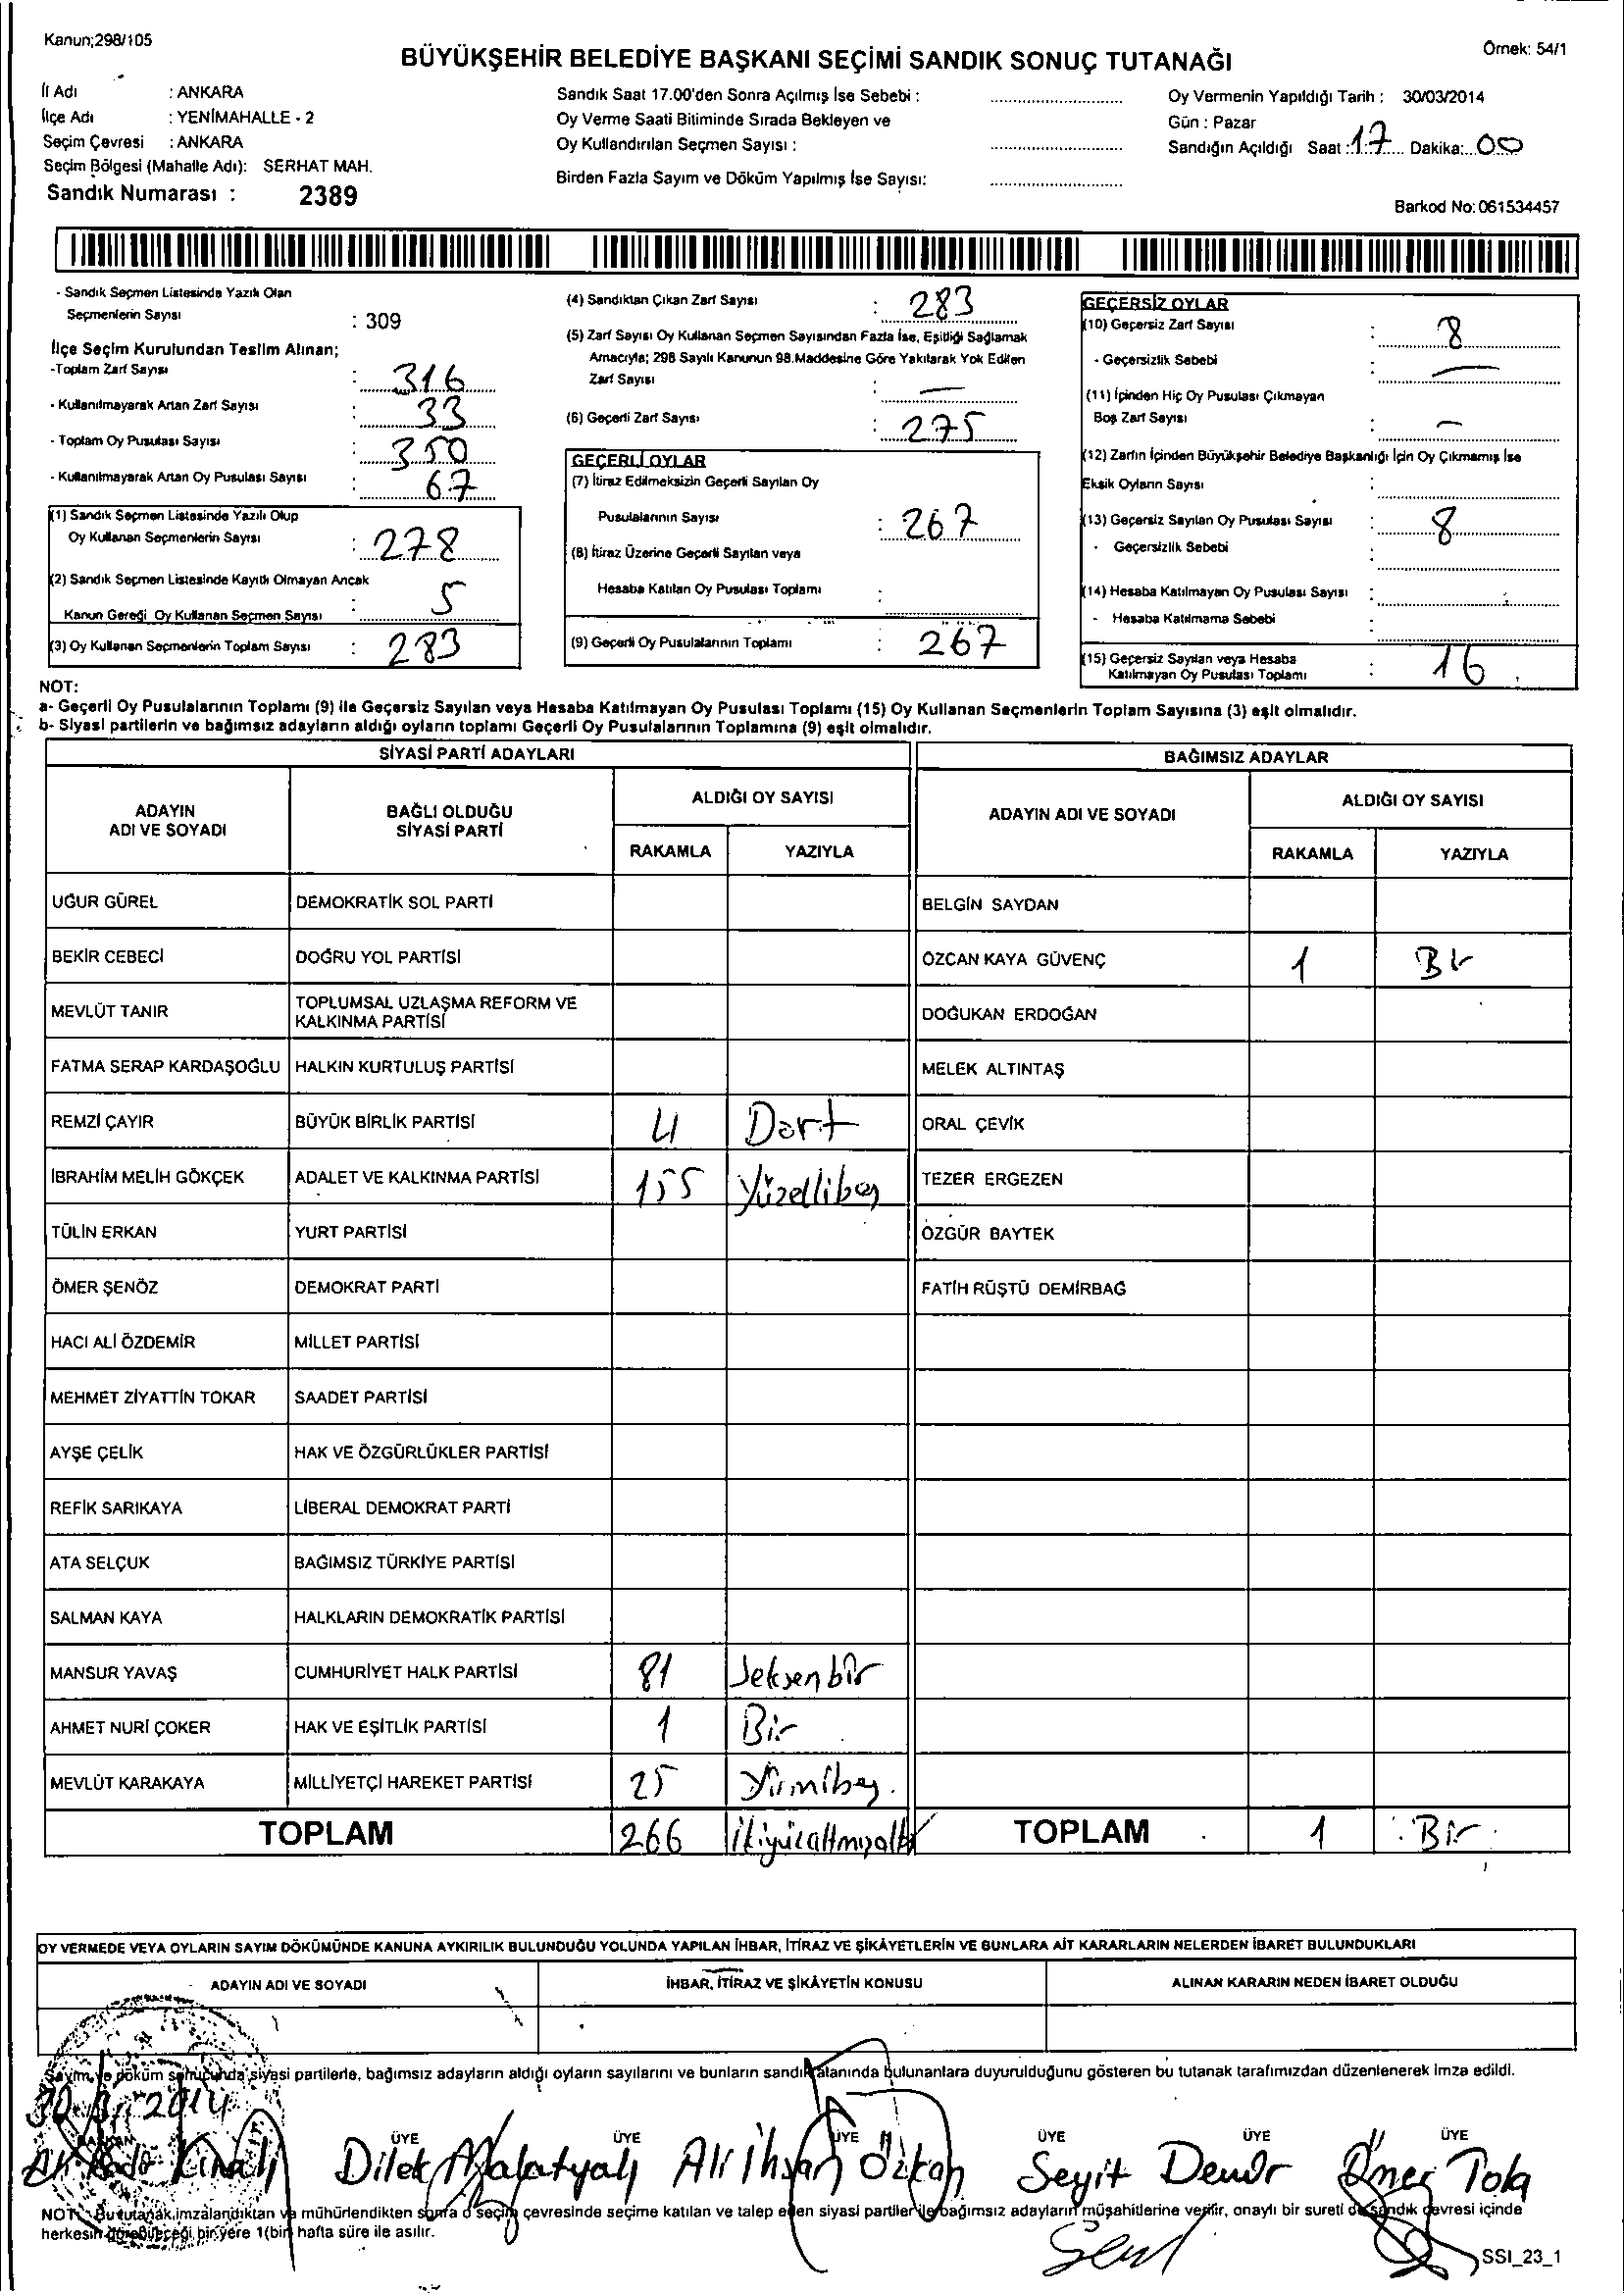 Kanun;298/105
Örnek: 54/1
BÜYÜKŞEHİR BELEDİYE BAŞKANI SEÇİMİ SANDIK SONUÇ TUTANAĞI
İl Adı : ANKARA
İlçe Adı : YENİMAHALLE - 2
Seçim Çevresi : ANKARA
Seçim Bölgesi (Mahalle Adı): SERHAT MAH.
Sandık Numarası : 2389
Sandık Saat 17.00'den Sonra Açılmış İse Sebebi :
Oy Verme Saati Bitiminde Sırada Bekleyen ve
Oy Kullandırılan Seçmen Sayısı :
Birden Fazla Sayım ve Döküm Yapılmış İse Sayısı:
Oy Vermenin Yapıldığı Tarih : 30/03/2014
Gün : Pazar
Sandığın Açıldığı Saat : 17 Dakika: 00
Barkod No: 061534457
- Sandık Seçmen Listesinde Yazılı Olan
Seçmenlerin Sayısı : 309
İlçe Seçim Kurulundan Teslim Alınan;
-Toplam Zarf Sayısı : 316
- Kullanılmayarak Artan Zarf Sayısı : 33
- Toplam Oy Pusulası Sayısı : 350
- Kullanılmayarak Artan Oy Pusulası Sayısı : 67
(1) Sandık Seçmen Listesinde Yazılı Olup
Oy Kullanan Seçmenlerin Sayısı : 278
(2) Sandık Seçmen Listesinde Kayıtlı Olmayan Ancak
Kanun Gereği Oy Kullanan Seçmen Sayısı : 5
(3) Oy Kullanan Seçmenlerin Toplam Sayısı : 283
(4) Sandıktan Çıkan Zarf Sayısı : 283
(5) Zarf Sayısı Oy Kullanan Seçmen Sayısından Fazla İse, Eşitliği Sağlamak
Amacıyla; 298 Sayılı Kanunun 98.Maddesine Göre Yakılarak Yok Edilen
Zarf Sayısı : —
(6) Geçerli Zarf Sayısı : 275
GEÇERLİ OYLAR
(7) İtiraz Edilmeksizin Geçerli Sayılan Oy
Pusulalarının Sayısı : 267
(8) İtiraz Üzerine Geçerli Sayılan veya
Hesaba Katılan Oy Pusulası Toplamı :
(9) Geçerli Oy Pusulalarının Toplamı : 267
GEÇERSİZ OYLAR
(10) Geçersiz Zarf Sayısı : 8
- Geçersizlik Sebebi : —
(11) İçinden Hiç Oy Pusulası Çıkmayan
Boş Zarf Sayısı : —
(12) Zarfın İçinden Büyükşehir Belediye Başkanlığı İçin Oy Çıkmamış İse
Eksik Oyların Sayısı :
(13) Geçersiz Sayılan Oy Pusulası Sayısı : 8
- Geçersizlik Sebebi :
(14) Hesaba Katılmayan Oy Pusulası Sayısı :
- Hesaba Katılmama Sebebi :
(15) Geçersiz Sayılan veya Hesaba
Katılmayan Oy Pusulası Toplamı : 16
NOT:
a- Geçerli Oy Pusulalarının Toplamı (9) ile Geçersiz Sayılan veya Hesaba Katılmayan Oy Pusulası Toplamı (15) Oy Kullanan Seçmenlerin Toplam Sayısına (3) eşit olmalıdır.
b- Siyasi partilerin ve bağımsız adayların aldığı oyların toplamı Geçerli Oy Pusulalarının Toplamına (9) eşit olmalıdır.
SİYASİ PARTİ ADAYLARI
ADAYIN ADI VE SOYADI
BAĞLI OLDUĞU SİYASİ PARTİ
ALDIĞI OY SAYISI
RAKAMLA YAZIYLA
UĞUR GÜREL DEMOKRATİK SOL PARTİ
BEKİR CEBECİ DOĞRU YOL PARTİSİ
MEVLÜT TANIR TOPLUMSAL UZLAŞMA REFORM VE
KALKINMA PARTİSİ
FATMA SERAP KARDAŞOĞLU HALKIN KURTULUŞ PARTİSİ
REMZİ ÇAYIR BÜYÜK BİRLİK PARTİSİ 4 Dört
İBRAHİM MELİH GÖKÇEK ADALET VE KALKINMA PARTİSİ 155 Yüzellibeş
TÜLİN ERKAN YURT PARTİSİ
ÖMER ŞENÖZ DEMOKRAT PARTİ
HACI ALİ ÖZDEMİR MİLLET PARTİSİ
MEHMET ZİYATTİN TOKAR SAADET PARTİSİ
AYŞE ÇELİK HAK VE ÖZGÜRLÜKLER PARTİSİ
REFİK SARIKAYA LİBERAL DEMOKRAT PARTİ
ATA SELÇUK BAĞIMSIZ TÜRKİYE PARTİSİ
SALMAN KAYA HALKLARIN DEMOKRATİK PARTİSİ
MANSUR YAVAŞ CUMHURİYET HALK PARTİSİ 81 Seksenbir
AHMET NURİ ÇOKER HAK VE EŞİTLİK PARTİSİ 1 Bir
MEVLÜT KARAKAYA MİLLİYETÇİ HAREKET PARTİSİ 25 Yirmibeş.
TOPLAM 266 İkiyüzaltmışaltı
BAĞIMSIZ ADAYLAR
ADAYIN ADI VE SOYADI
ALDIĞI OY SAYISI
RAKAMLA YAZIYLA
BELGİN SAYDAN
ÖZCAN KAYA GÜVENÇ 1 Bir
DOĞUKAN ERDOĞAN
MELEK ALTINTAŞ
ORAL ÇEVİK
TEZER ERGEZEN
ÖZGÜR BAYTEK
FATİH RÜŞTÜ DEMİRBAĞ
TOPLAM 1 Bir
OY VERMEDE VEYA OYLARIN SAYIM DÖKÜMÜNDE KANUNA AYKIRILIK BULUNDUĞU YOLUNDA YAPILAN İHBAR, İTİRAZ VE ŞİKÂYETLERİN VE BUNLARA AİT KARARLARIN NELERDEN İBARET BULUNDUKLARI
ADAYIN ADI VE SOYADI İHBAR, İTİRAZ VE ŞİKÂYETİN KONUSU ALINAN KARARIN NEDEN İBARET OLDUĞU
Sayım ve döküm sonucunda siyasi partilerle, bağımsız adayların aldığı oyların sayılarını ve bunların sandık alanında bulunanlara duyurulduğunu gösteren bu tutanak tarafımızdan düzenlenerek imza edildi.
2014
BAŞKAN ÜYE ÜYE ÜYE ÜYE ÜYE ÜYE
Dilek Malatyalı Ali İhsan Özkan Seyit Demir Ömer Tola
NOT: Bu tutanak imzalandıktan ve mühürlendikten sonra o seçim çevresinde seçime katılan ve talep eden siyasi partiler ile bağımsız adayların müşahitlerine verilir, onaylı bir sureti de sandık çevresi içinde
herkesin görebileceği bir yere 1(bir) hafta süre ile asılır.
SSI_23_1